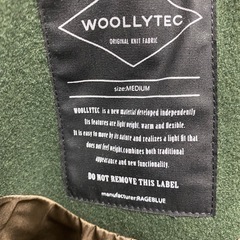 WOOLLYTEC
ORIGINAL KNIT FABRIC
size:MEDIUM
WOOLLYTEC is a new material developed independently
Its features are light weight, warm and flexible.
It is easy to move by its nature and realizes a light fit that
does not feel weight,combines both traditional
appearance and new functionality.
DO NOT REMOVE THIS LABEL
manufacturer:RAGEBLUE